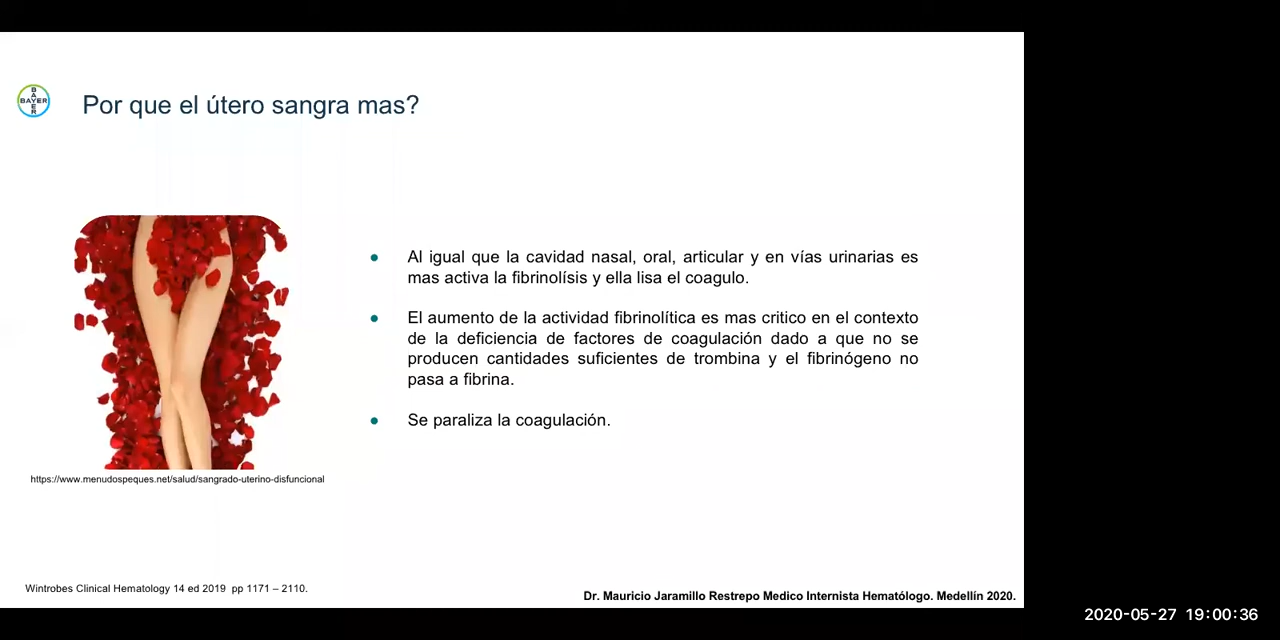 BAYER
BAYER
Por que el útero sangra mas?
● Al igual que la cavidad nasal, oral, articular y en vías urinarias es
mas activa la fibrinolísis y ella lisa el coagulo.
● El aumento de la actividad fibrinolítica es mas critico en el contexto
de la deficiencia de factores de coagulación dado a que no se
producen cantidades suficientes de trombina y el fibrinógeno no
pasa a fibrina.
● Se paraliza la coagulación.
https://www.menudospeques.net/salud/sangrado-uterino-disfuncional
Wintrobes Clinical Hematology 14 ed 2019 pp 1171 – 2110.
Dr. Mauricio Jaramillo Restrepo Medico Internista Hematólogo. Medellín 2020.
2020-05-27 19:00:36